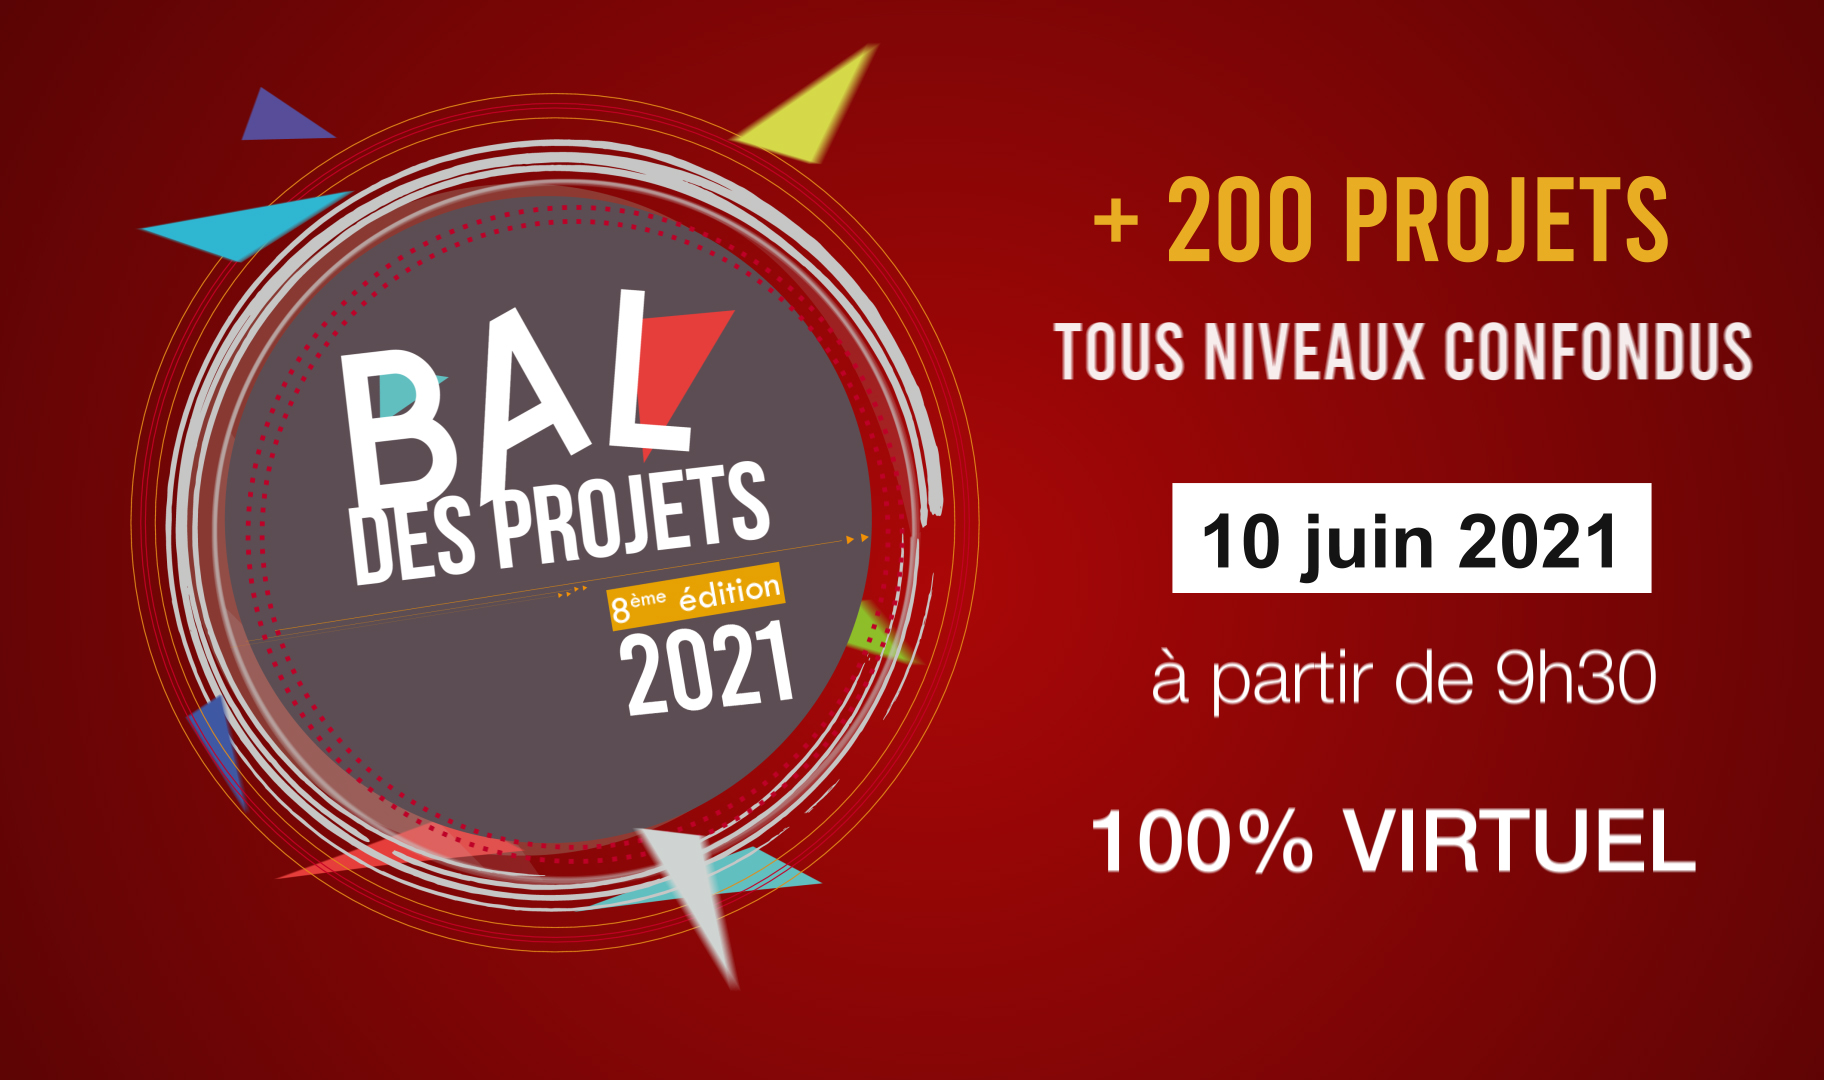 BAL
DES PROJETS
8ème édition
2021
+ 200 PROJETS
TOUS NIVEAUX CONFONDUS
10 juin 2021
à partir de 9h30
100% VIRTUEL